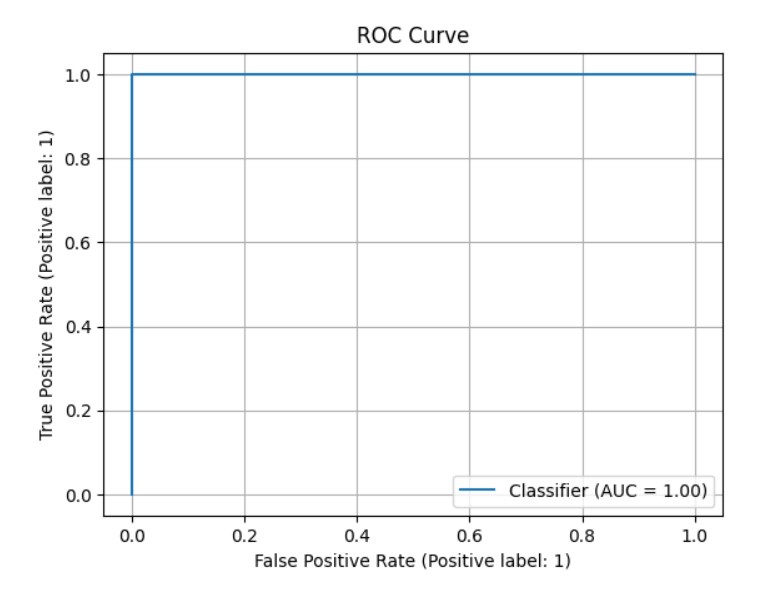 ROC Curve
True Positive Rate (Positive label: 1)
1.0
0.8
0.6
0.4
0.2
0.0
Classifier (AUC = 1.00)
0.0 0.2 0.4 0.6 0.8 1.0
False Positive Rate (Positive label: 1)